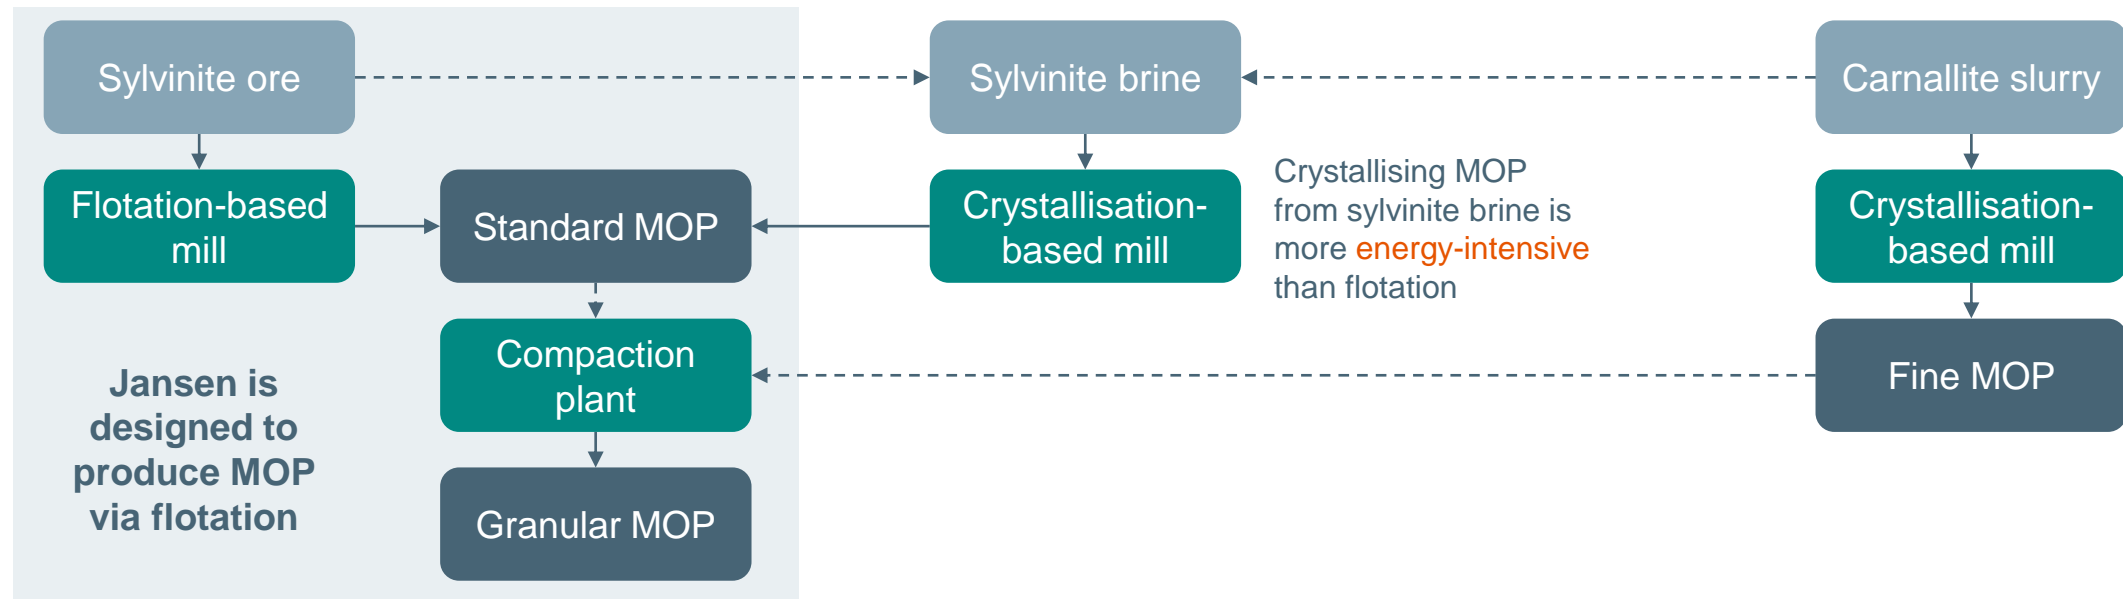 Sylvinite ore
Sylvinite brine
Carnallite slurry
Flotation-based
mill
Standard MOP
Crystallisation-
based mill
Crystallising MOP
from sylvinite brine is
more energy-intensive
than flotation
Crystallisation-
based mill
Compaction
plant
Fine MOP
Jansen is
designed to
produce MOP
via flotation
Granular MOP